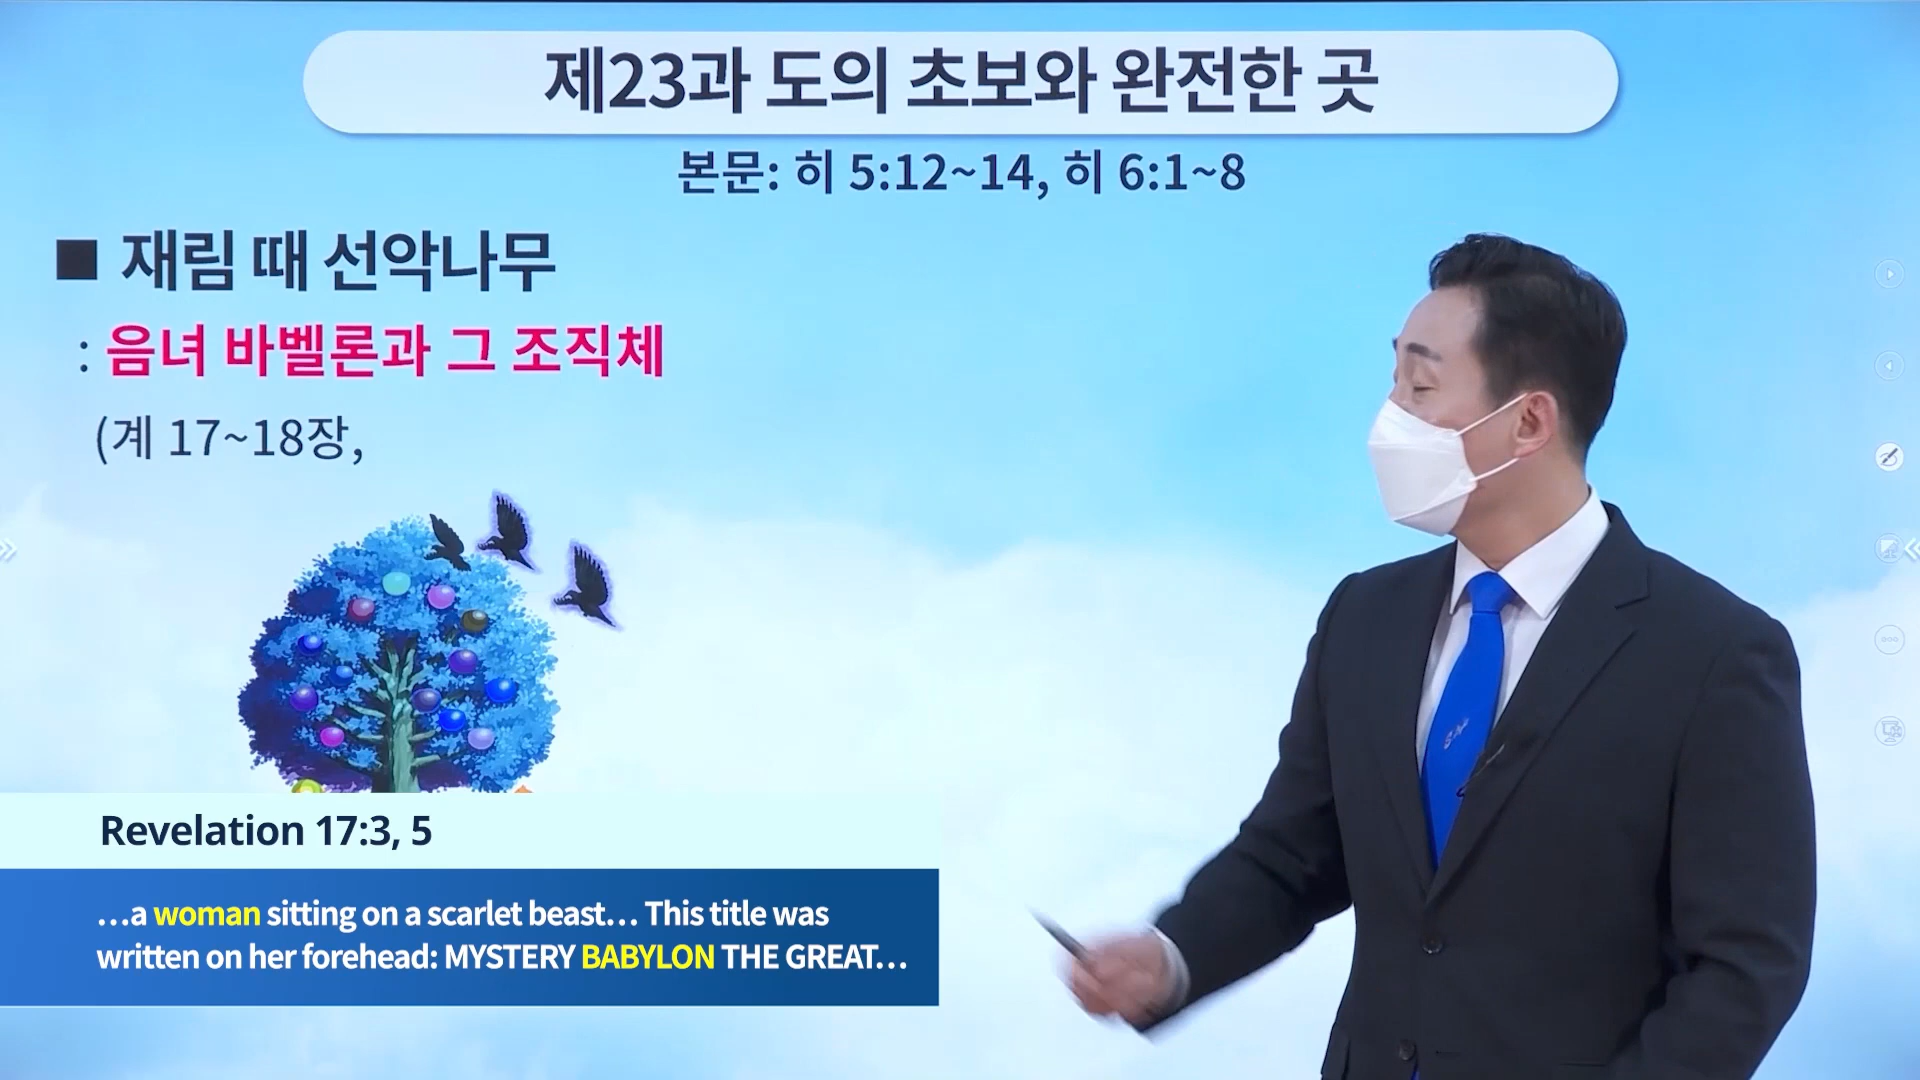 제23과 도의 초보와 완전한 곳
본문: 히 5:12~14, 히 6:1~8
■ 재림 때 선악나무
: 음녀 바벨론과 그 조직체
(계 17~18장,
Revelation 17:3, 5
…a woman sitting on a scarlet beast… This title was
written on her forehead: MYSTERY BABYLON THE GREAT…